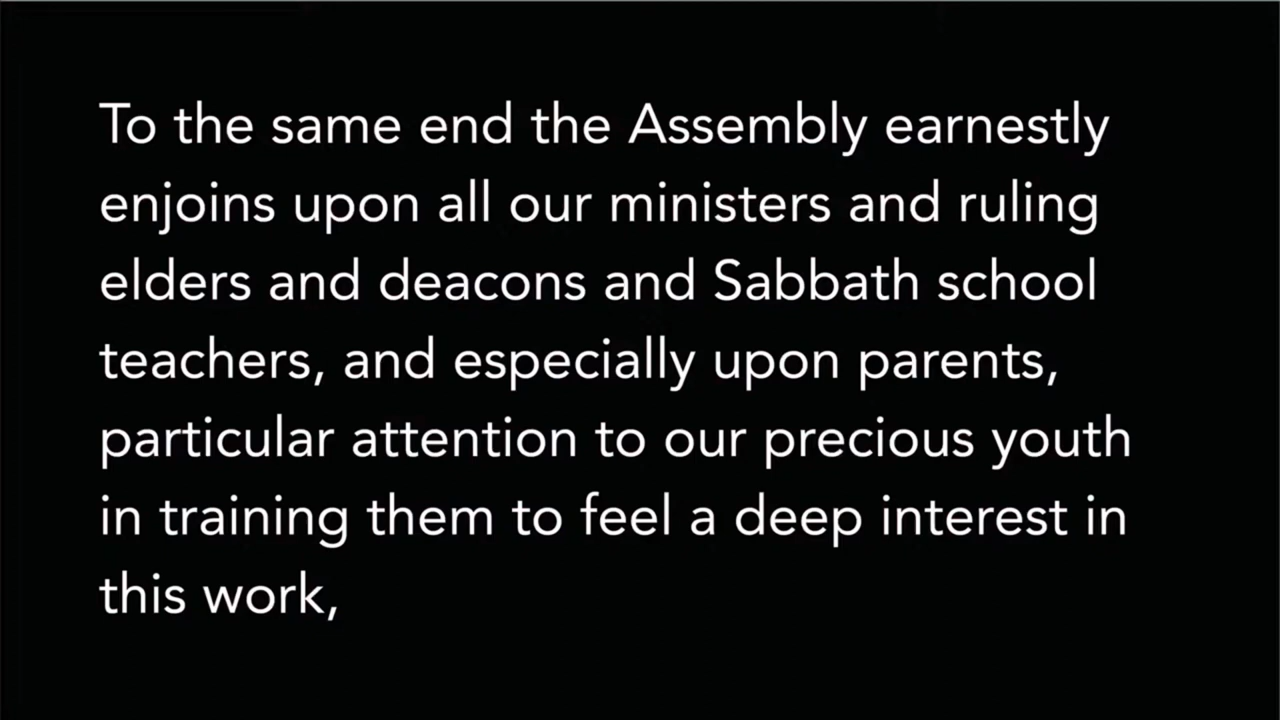 To the same end the Assembly earnestly
enjoins upon all our ministers and ruling
elders and deacons and Sabbath school
teachers, and especially upon parents,
particular attention to our precious youth
in training them to feel a deep interest in
this work,